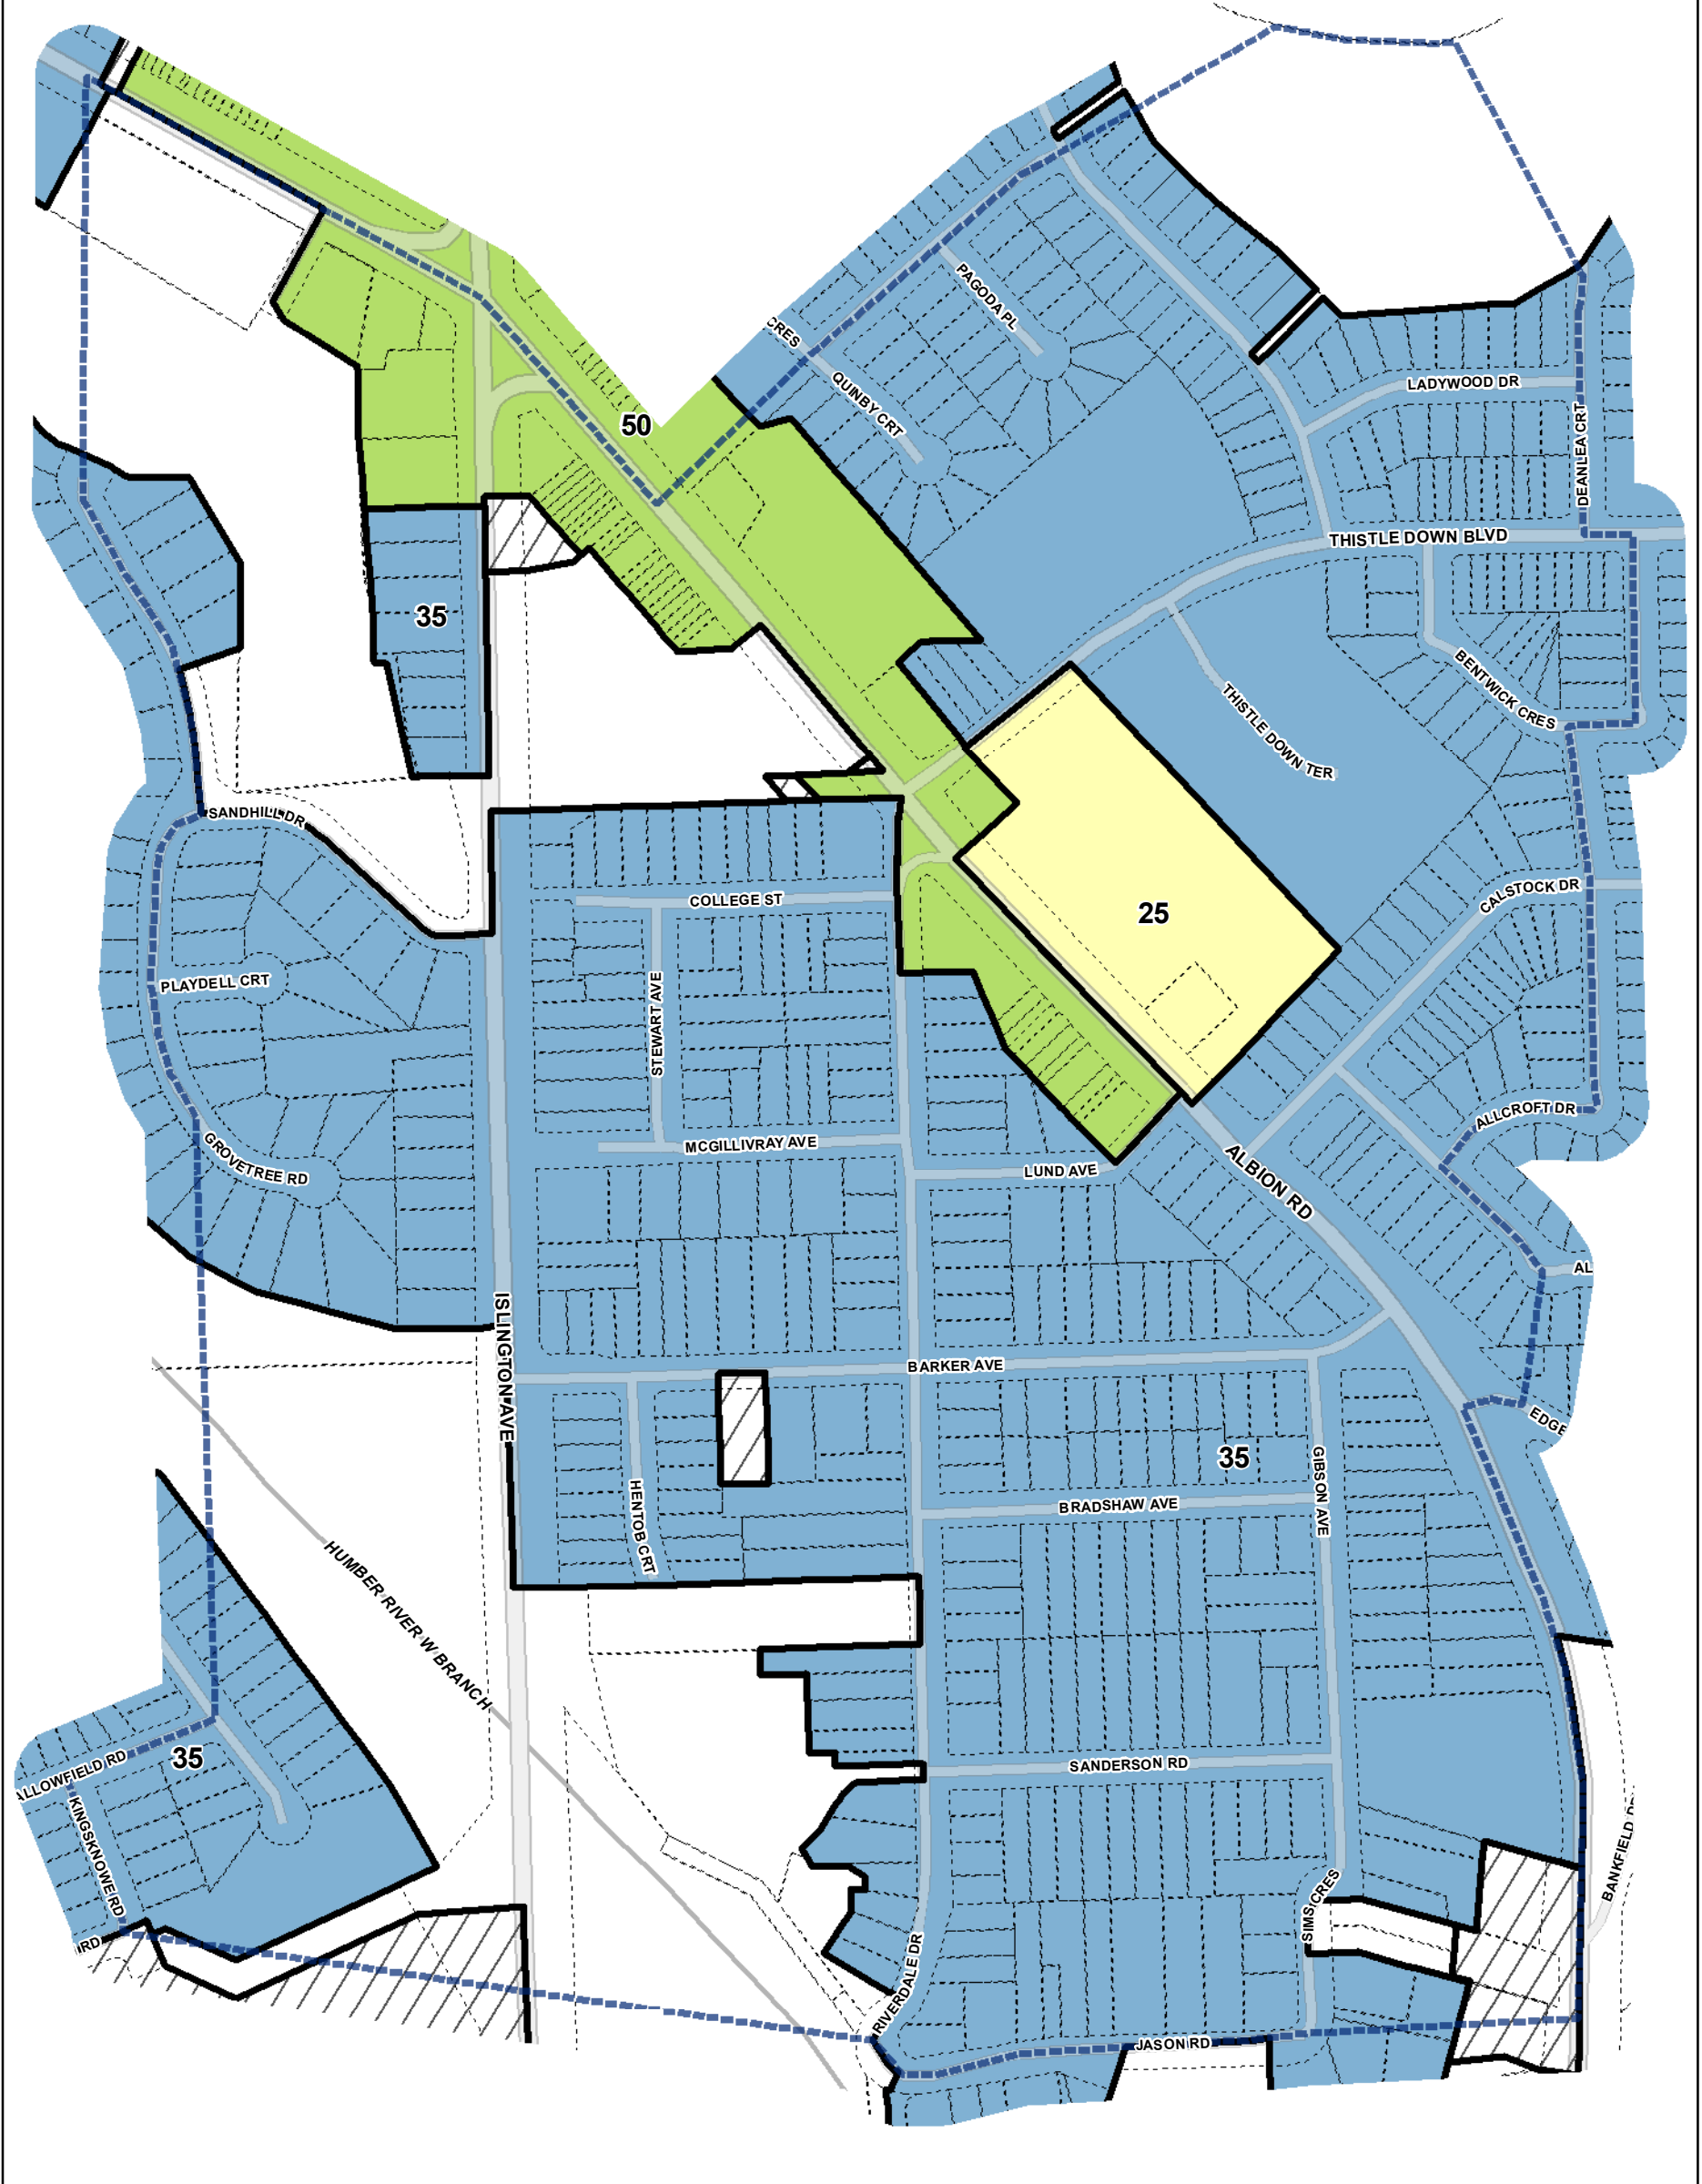 PAGODA PL
CRES
QUINBY CRT
LADYWOOD DR
DEANLEA CRT
50
THISTLE DOWN BLVD
35
BENTWICK CRES
THISTLE DOWN TER
SANDHILL DR
CALSTOCK DR
COLLEGE ST
25
PLAYDELL CRT
STEWART AVE
ALLCROFT DR
MCGILLIVRAY AVE
GROVETREE RD
LUND AVE
ALBION RD
AL
ISLINGTON AVE
BARKER AVE
EDGE
35
GIBSON AVE
HENTOB CRT
BRADSHAW AVE
HUMBER RIVER W BRANCH
35
ALLOWFIELD RD
SANDERSON RD
KINGSKNOWE RD
BANKFIELD D
SIMS CRES
IRD
RIVERDALE DR
JASON RD